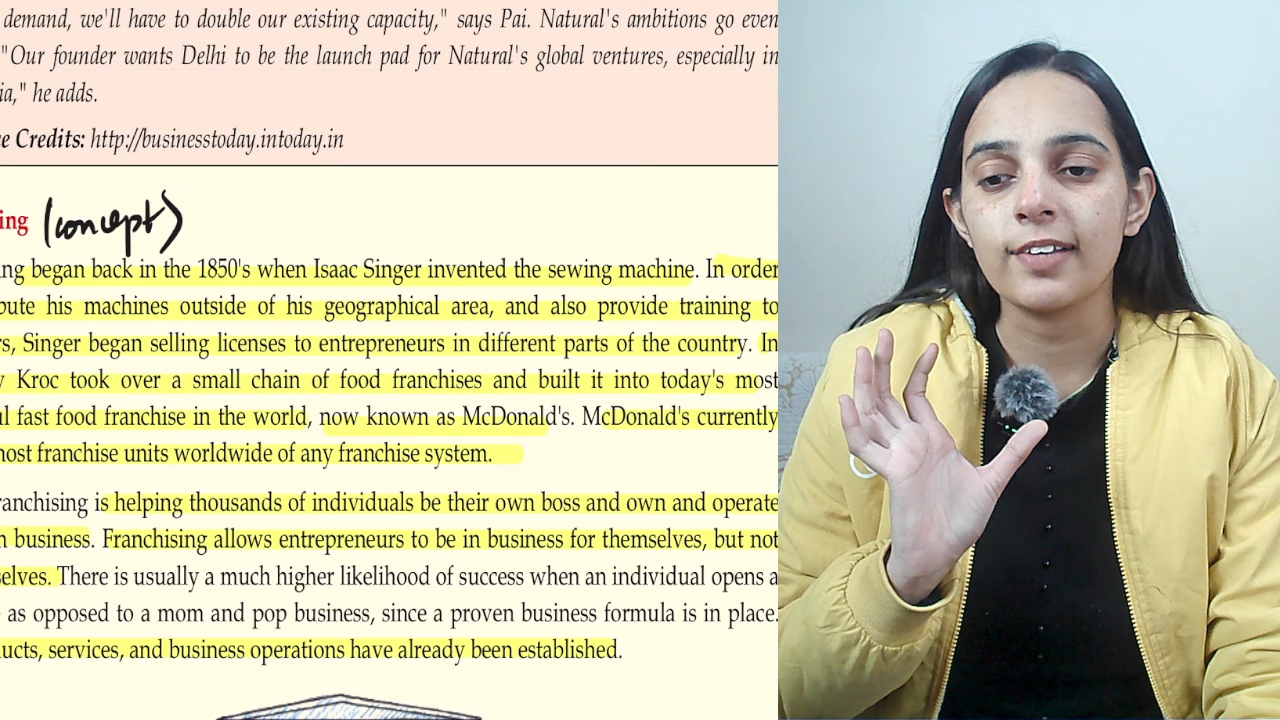 demand, we'll have to double our existing capacity," says Pai. Natural's ambitions go even
"Our founder wants Delhi to be the launch pad for Natural's global ventures, especially in
ia," he adds.
e Credits: http://businesstoday.intoday.in
ing (concept)
ng began back in the 1850's when Isaac Singer invented the sewing machine. In order
bute his machines outside of his geographical area, and also provide training to
rs, Singer began selling licenses to entrepreneurs in different parts of the country. In
y Kroc took over a small chain of food franchises and built it into today's most
ul fast food franchise in the world, now known as McDonald's. McDonald's currently
most franchise units worldwide of any franchise system.
ranchising is helping thousands of individuals be their own boss and own and operate
n business. Franchising allows entrepreneurs to be in business for themselves, but not
selves. There is usually a much higher likelihood of success when an individual opens a
as opposed to a mom and pop business, since a proven business formula is in place.
ucts, services, and business operations have already been established.